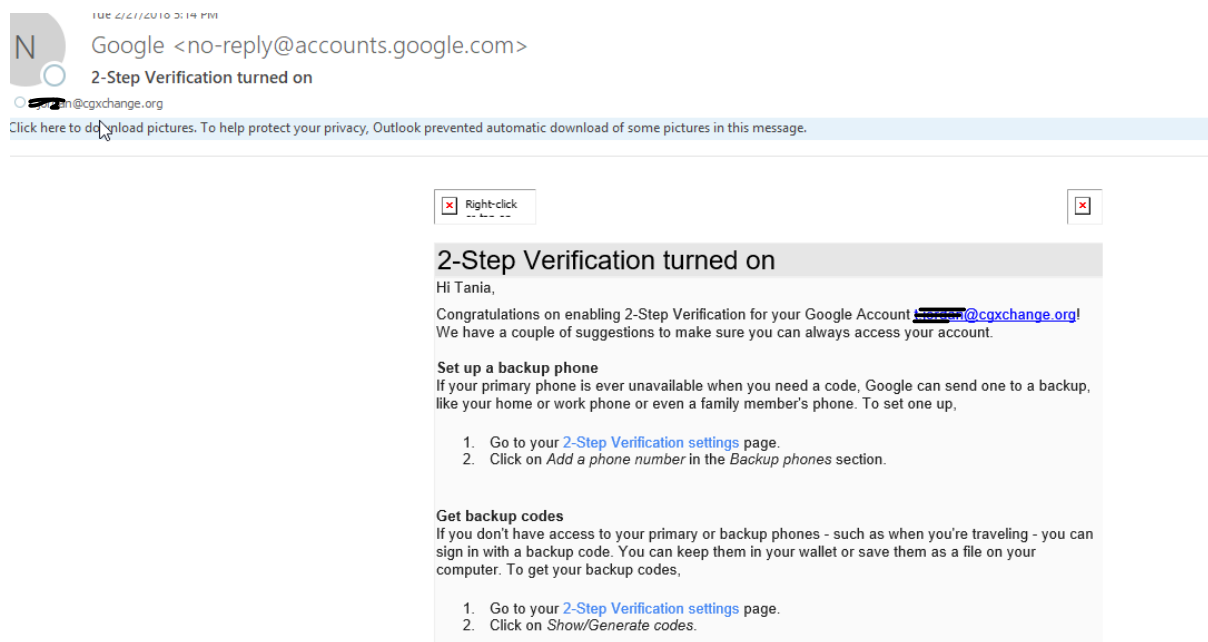 Tue 2/27/2018 5:14 PM
N
Google <no-reply@accounts.google.com>
2-Step Verification turned on
@cgxchange.org
Click here to download pictures. To help protect your privacy, Outlook prevented automatic download of some pictures in this message.
Right-click
2-Step Verification turned on
Hi Tania,
Congratulations on enabling 2-Step Verification for your Google Account @cgxchange.org!
We have a couple of suggestions to make sure you can always access your account.
Set up a backup phone
If your primary phone is ever unavailable when you need a code, Google can send one to a backup,
like your home or work phone or even a family member's phone. To set one up,
1. Go to your 2-Step Verification settings page.
2. Click on Add a phone number in the Backup phones section.
Get backup codes
If you don't have access to your primary or backup phones - such as when you're traveling - you can
sign in with a backup code. You can keep them in your wallet or save them as a file on your
computer. To get your backup codes,
1. Go to your 2-Step Verification settings page.
2. Click on Show/Generate codes.